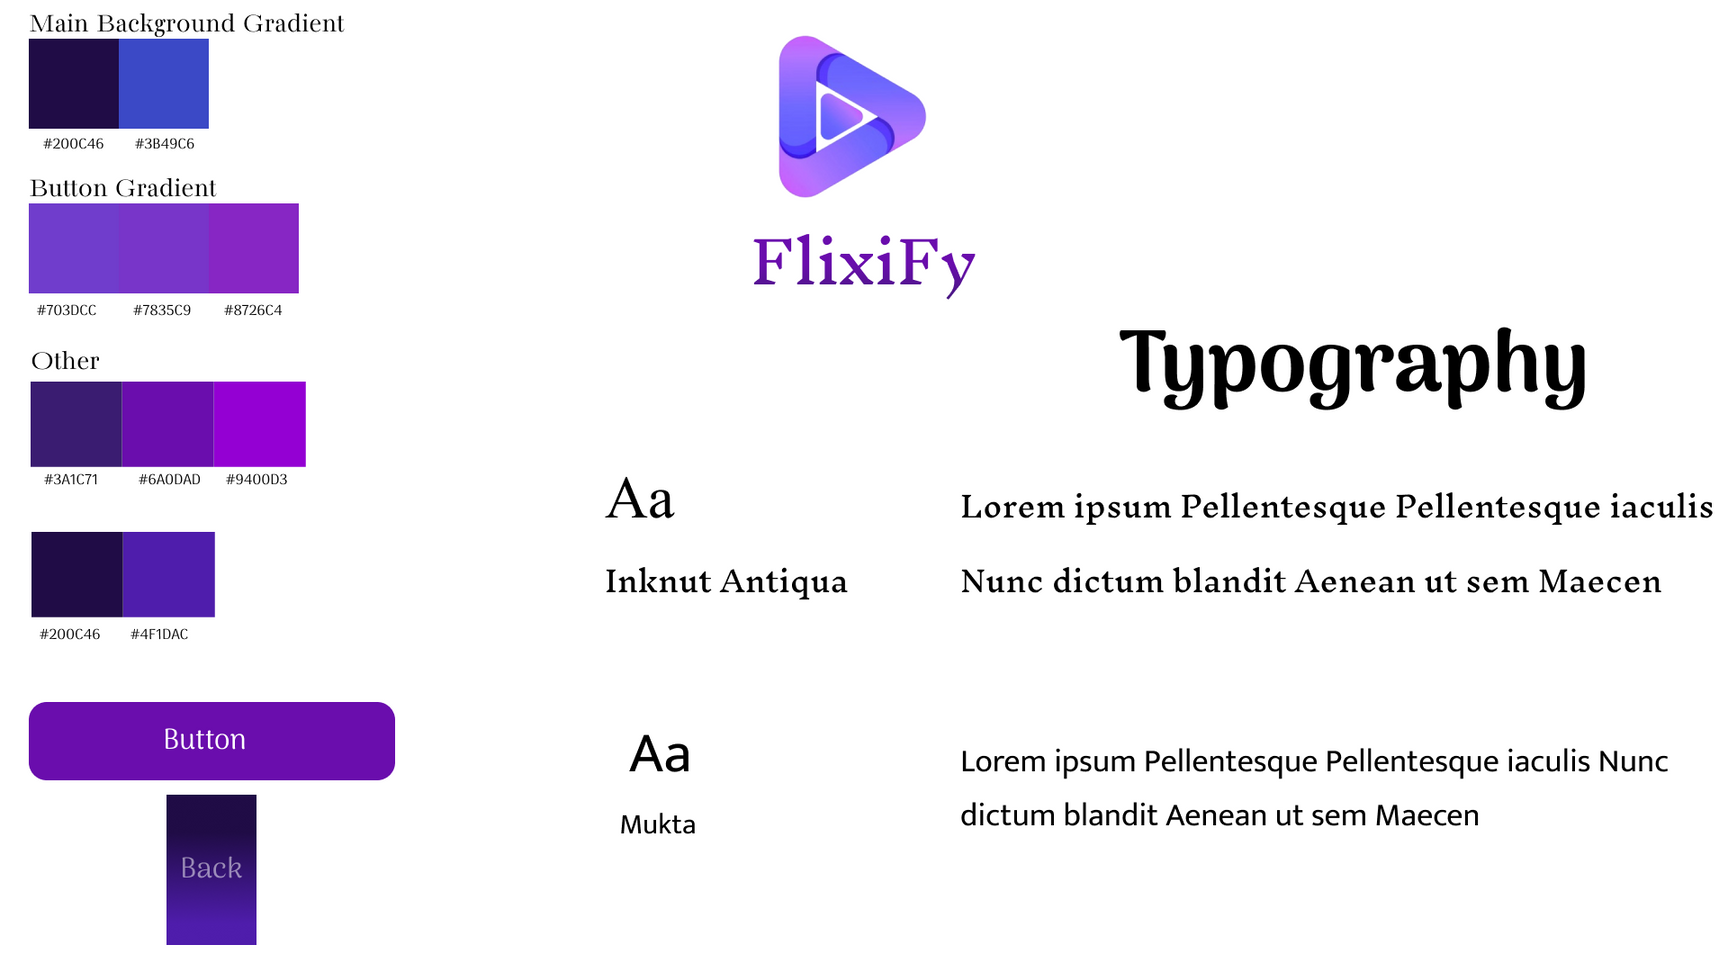 Main Background Gradient
#200C46 #3B49C6
Button Gradient
#703DCC #7835C9 #8726C4
Other
#3A1C71 #6A0DAD #9400D3
#200C46 #4F1DAC
Button
Back
FlixiFy
Typography
Aa
Inknut Antiqua
Lorem ipsum Pellentesque Pellentesque iaculis
Nunc dictum blandit Aenean ut sem Maecen
Aa
Mukta
Lorem ipsum Pellentesque Pellentesque iaculis Nunc
dictum blandit Aenean ut sem Maecen